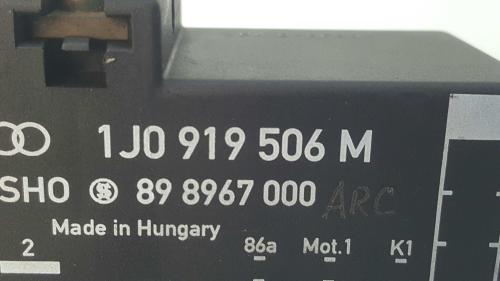 1J0 919 506 M
SHO 89 8967 000 ARC
Made in Hungary
2 86a Mot.1 K1